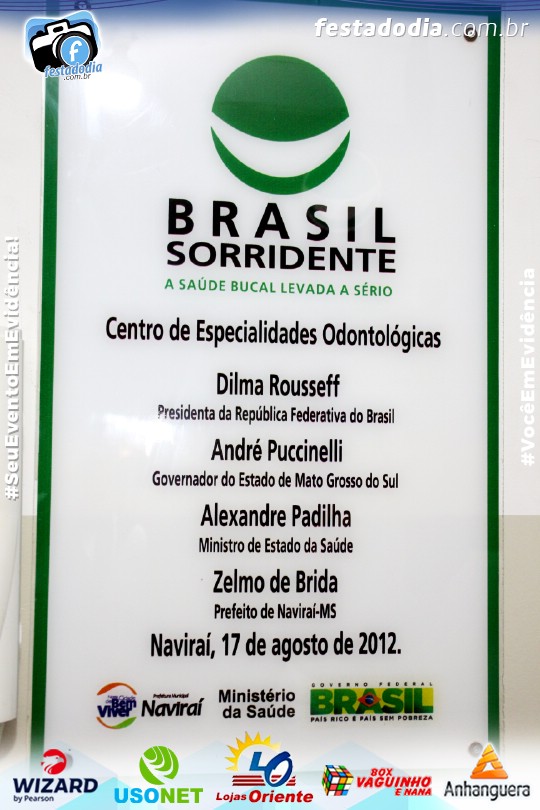 festadodia.com.br
festadodia
.com.br
BRASIL
SORRIDENTE
A SAÚDE BUCAL LEVADA A SÉRIO
Centro de Especialidades Odontológicas
Dilma Rousseff
Presidenta da República Federativa do Brasil
André Puccinelli
Governador do Estado de Mato Grosso do Sul
Alexandre Padilha
Ministro de Estado da Saúde
Zelmo de Brida
Prefeito de Naviraí-MS
Naviraí, 17 de agosto de 2012.
Bem
Viver
Prefeitura Municipal
Naviraí
Ministério
da Saúde
GOVERNO FEDERAL
BRASIL
PAÍS RICO É PAÍS SEM POBREZA
#SeuEventoEmEvidência!
#VocêEmEvidência
WIZARD
by Pearson
USONET
LO
Lojas Oriente
BOX
VAGUINHO
E NANA
Anhanguera